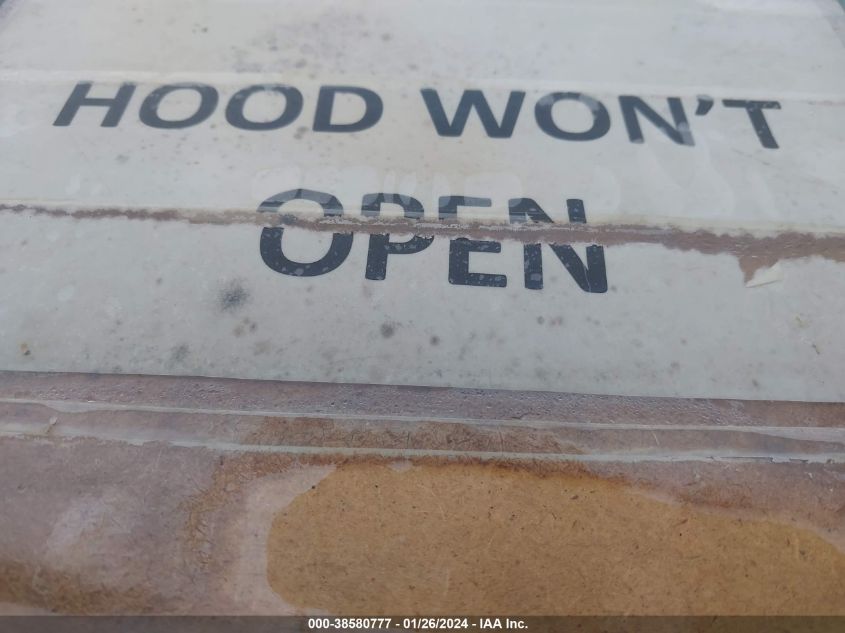 HOOD WON'T
OPEN
000-38580777 - 01/26/2024 - IAA Inc.